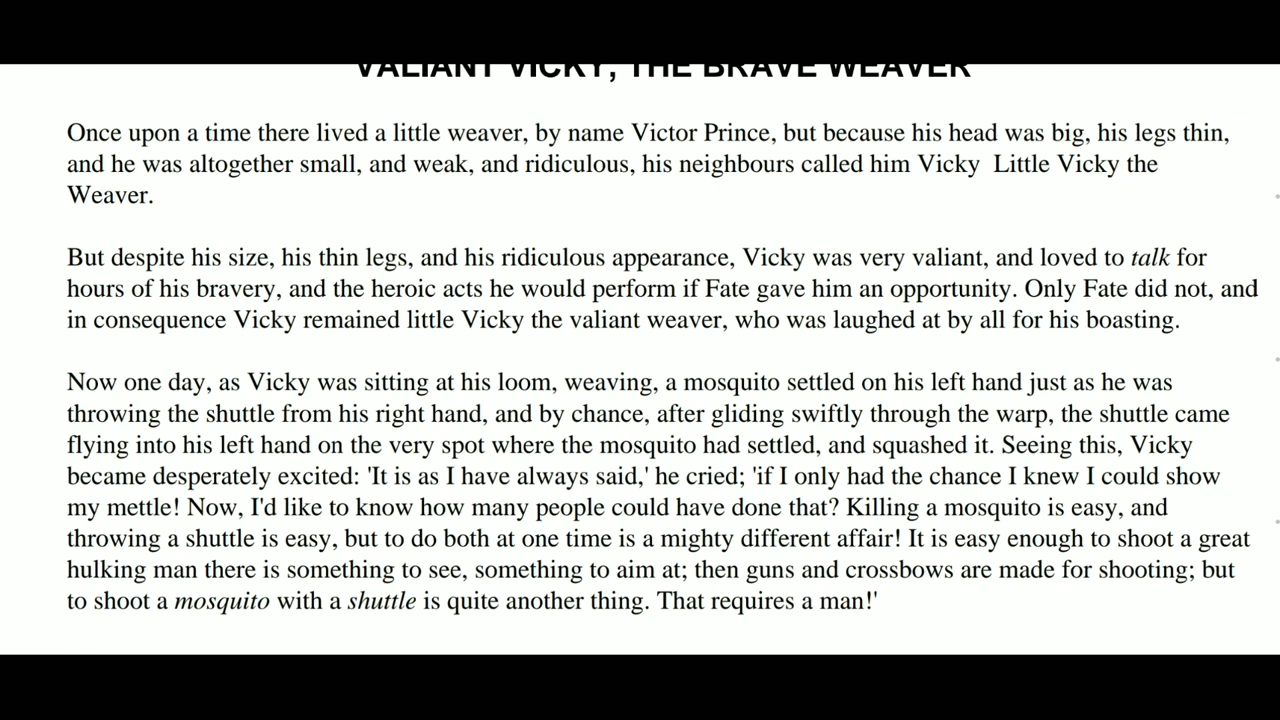 VALIANT VICKY, THE BRAVE WEAVER
Once upon a time there lived a little weaver, by name Victor Prince, but because his head was big, his legs thin,
and he was altogether small, and weak, and ridiculous, his neighbours called him Vicky  Little Vicky the
Weaver.
But despite his size, his thin legs, and his ridiculous appearance, Vicky was very valiant, and loved to talk for
hours of his bravery, and the heroic acts he would perform if Fate gave him an opportunity. Only Fate did not, and
in consequence Vicky remained little Vicky the valiant weaver, who was laughed at by all for his boasting.
Now one day, as Vicky was sitting at his loom, weaving, a mosquito settled on his left hand just as he was
throwing the shuttle from his right hand, and by chance, after gliding swiftly through the warp, the shuttle came
flying into his left hand on the very spot where the mosquito had settled, and squashed it. Seeing this, Vicky
became desperately excited: 'It is as I have always said,' he cried; 'if I only had the chance I knew I could show
my mettle! Now, I'd like to know how many people could have done that? Killing a mosquito is easy, and
throwing a shuttle is easy, but to do both at one time is a mighty different affair! It is easy enough to shoot a great
hulking man there is something to see, something to aim at; then guns and crossbows are made for shooting; but
to shoot a mosquito with a shuttle is quite another thing. That requires a man!'